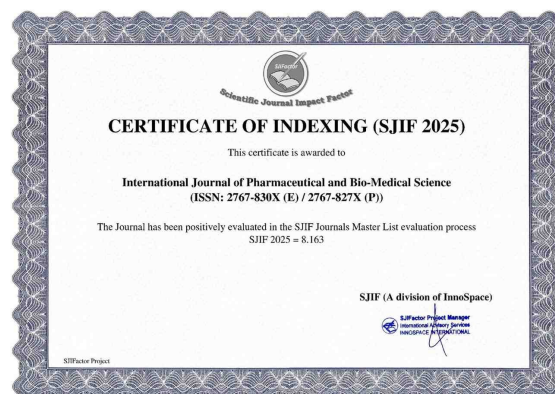 SJIFactor
Scientific Journal Impact Factor
CERTIFICATE OF INDEXING (SJIF 2025)
This certificate is awarded to
International Journal of Pharmaceutical and Bio-Medical Science
(ISSN: 2767-830X (E) / 2767-827X (P))
The Journal has been positively evaluated in the SJIF Journals Master List evaluation process
SJIF 2025 = 8.163
SJIF (A division of InnoSpace)
SJIFactor Project Manager
International Advisory Services
INNOSPACE INTERNATIONAL
SJIFactor Project